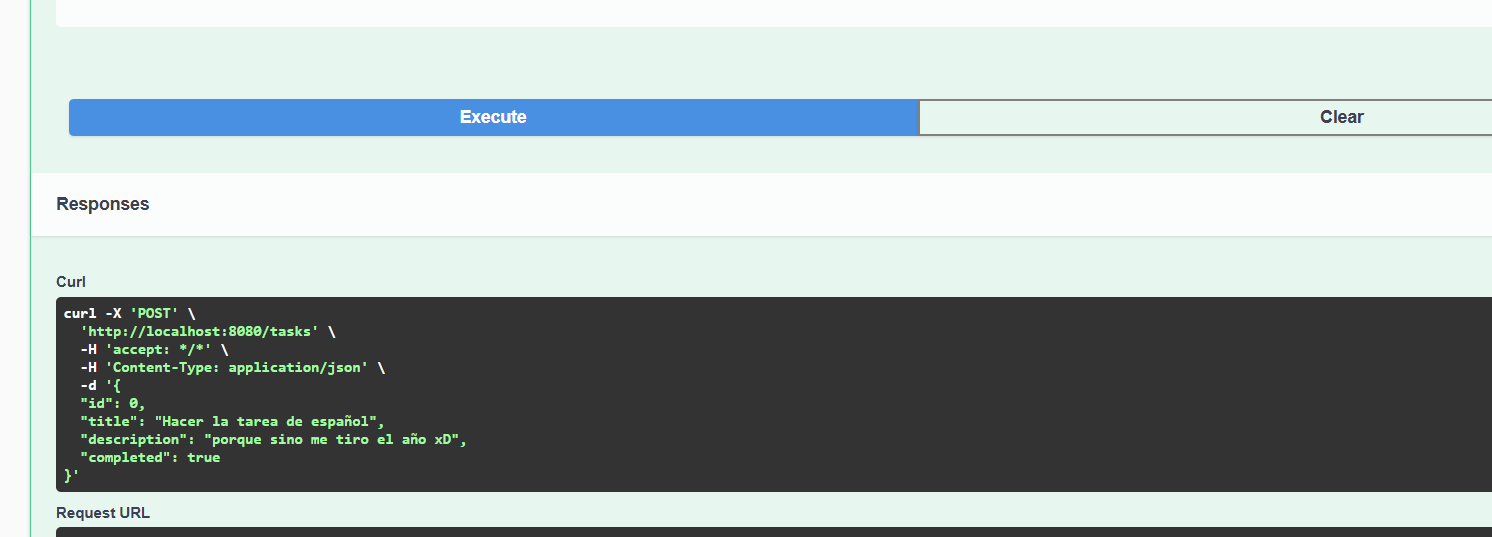 Execute
Clear
Responses
Curl
curl -X 'POST' \
  'http://localhost:8080/tasks' \
  -H 'accept: */*' \
  -H 'Content-Type: application/json' \
  -d '{
  "id": 0,
  "title": "Hacer la tarea de español",
  "description": "porque sino me tiro el año xD",
  "completed": true
}'
Request URL